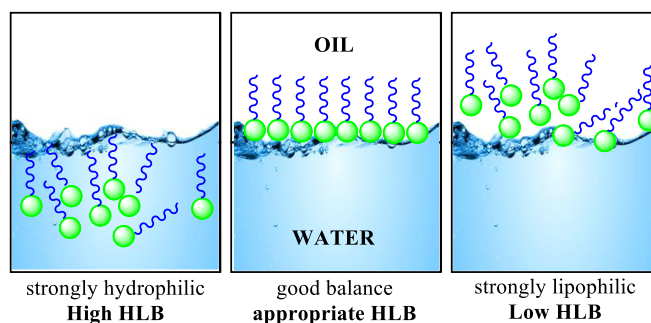 OIL
WATER
strongly hydrophilic
High HLB
good balance
appropriate HLB
strongly lipophilic
Low HLB